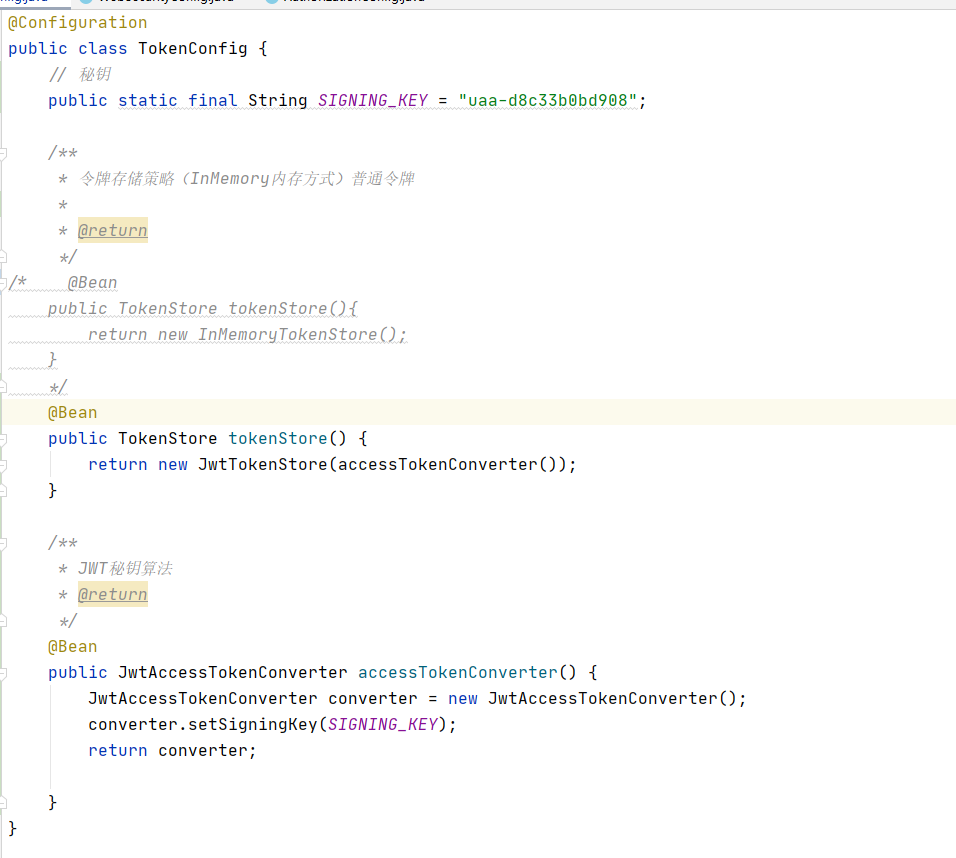 @Configuration
public class TokenConfig {
    // 秘钥
    public static final String SIGNING_KEY = "uaa-d8c33b0bd908";

    /**
     * 令牌存储策略（InMemory内存方式）普通令牌
     *
     * @return
     */
/*    @Bean
    public TokenStore tokenStore(){
        return new InMemoryTokenStore();
    }
    */
    @Bean
    public TokenStore tokenStore() {
        return new JwtTokenStore(accessTokenConverter());
    }

    /**
     * JWT秘钥算法
     * @return
     */
    @Bean
    public JwtAccessTokenConverter accessTokenConverter() {
        JwtAccessTokenConverter converter = new JwtAccessTokenConverter();
        converter.setSigningKey(SIGNING_KEY);
        return converter;

    }
}